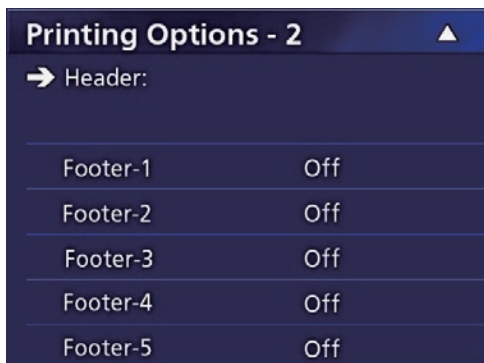 Printing Options - 2
Header:
Footer-1 Off
Footer-2 Off
Footer-3 Off
Footer-4 Off
Footer-5 Off